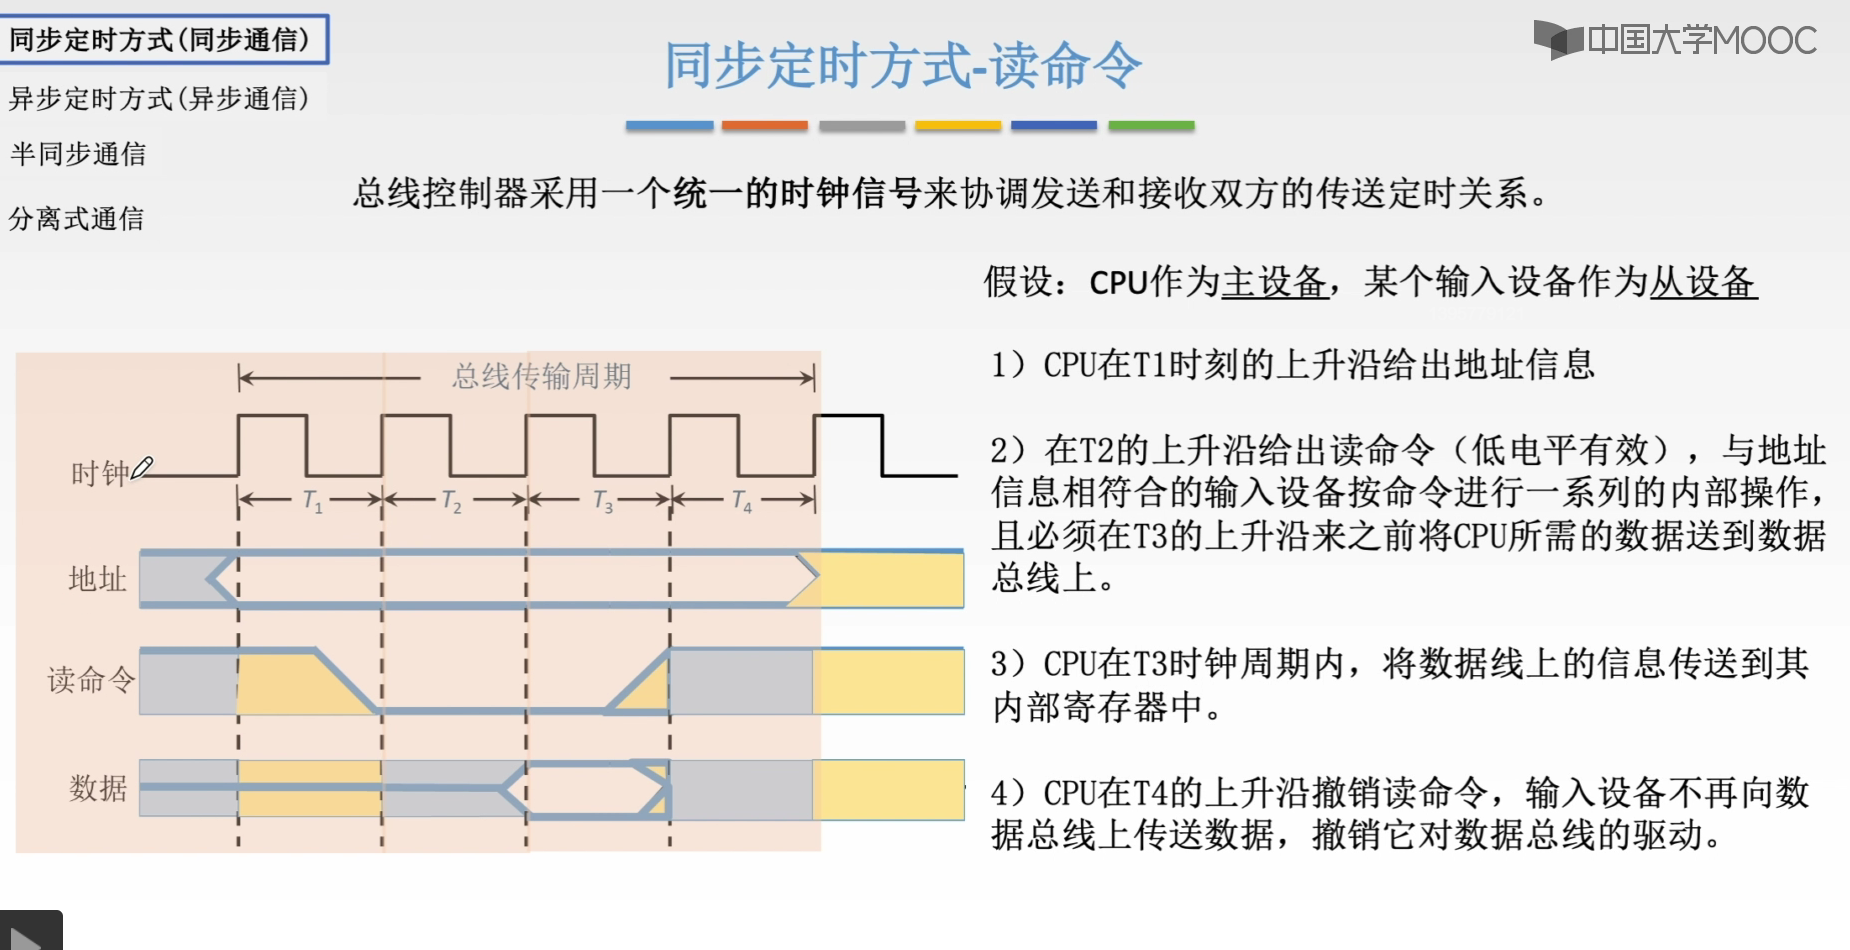 同步定时方式(同步通信)
异步定时方式(异步通信)
半同步通信
分离式通信
同步定时方式-读命令
中国大学MOOC
总线控制器采用一个统一的时钟信号来协调发送和接收双方的传送定时关系。
假设：CPU作为主设备，某个输入设备作为从设备
总线传输周期
时钟
T1 T2 T3 T4
地址
读命令
数据
1）CPU在T1时刻的上升沿给出地址信息
2）在T2的上升沿给出读命令（低电平有效），与地址
信息相符合的输入设备按命令进行一系列的内部操作，
且必须在T3的上升沿来之前将CPU所需的数据送到数据
总线上。
3）CPU在T3时钟周期内，将数据线上的信息传送到其
内部寄存器中。
4）CPU在T4的上升沿撤销读命令，输入设备不再向数
据总线上传送数据，撤销它对数据总线的驱动。